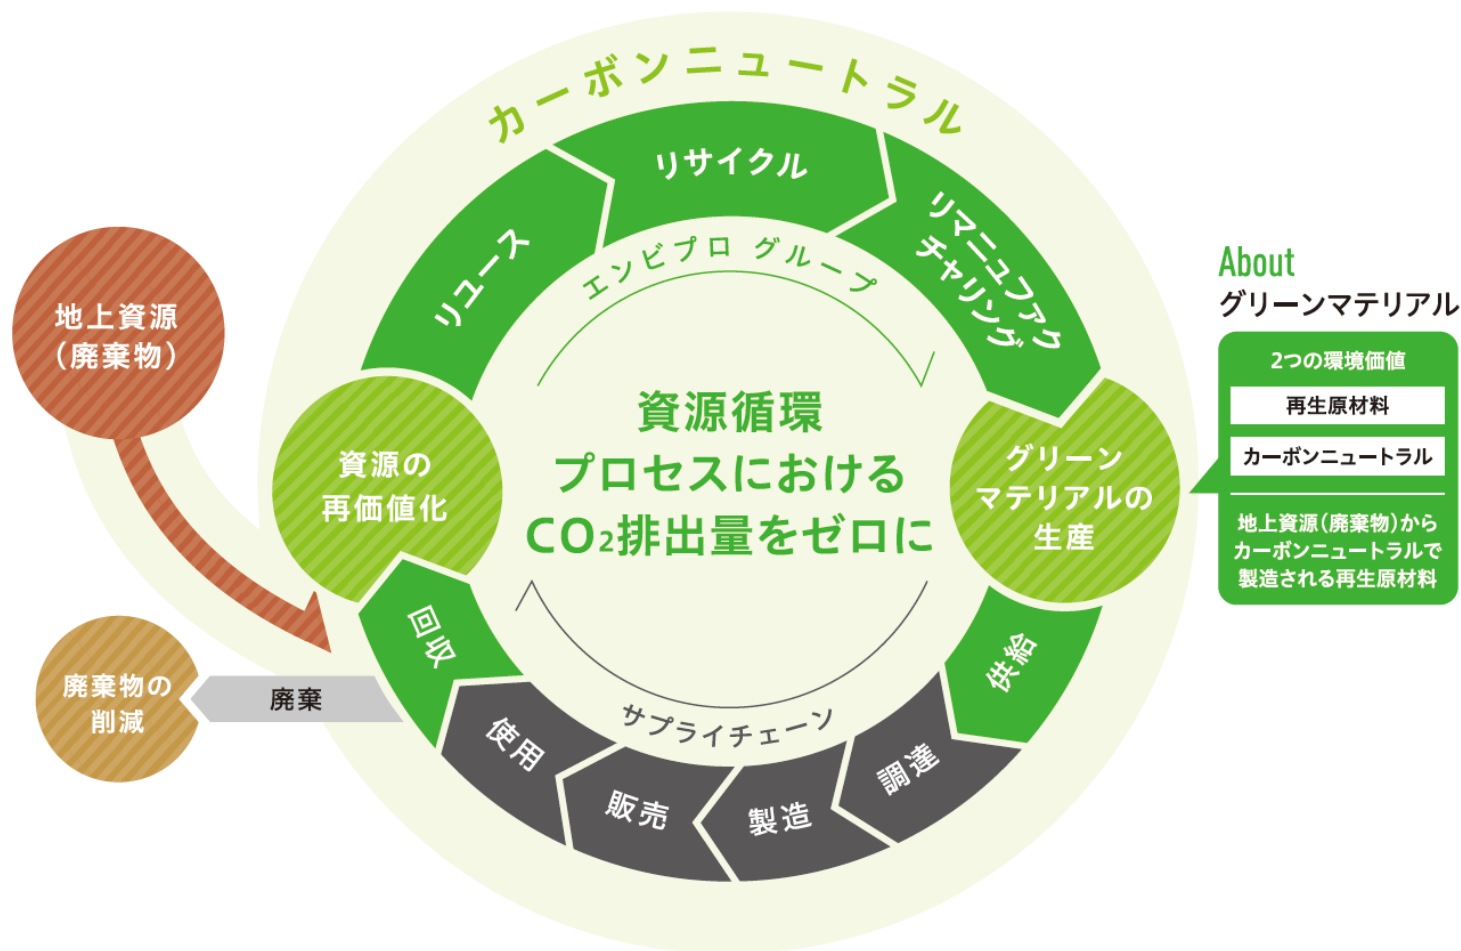 カーボンニュートラル
リサイクル
リュース
リマニュファク
チャリング
エンビプロ グループ
地上資源
（廃棄物）
資源の
再価値化
資源循環
プロセスにおける
CO₂排出量をゼロに
グリーン
マテリアルの
生産
About
グリーンマテリアル
2つの環境価値
再生原材料
カーボンニュートラル
地上資源（廃棄物）から
カーボンニュートラルで
製造される再生原材料
回収
供給
廃棄物の
削減
廃棄
使用
販売
製造
調達
サプライチェーン